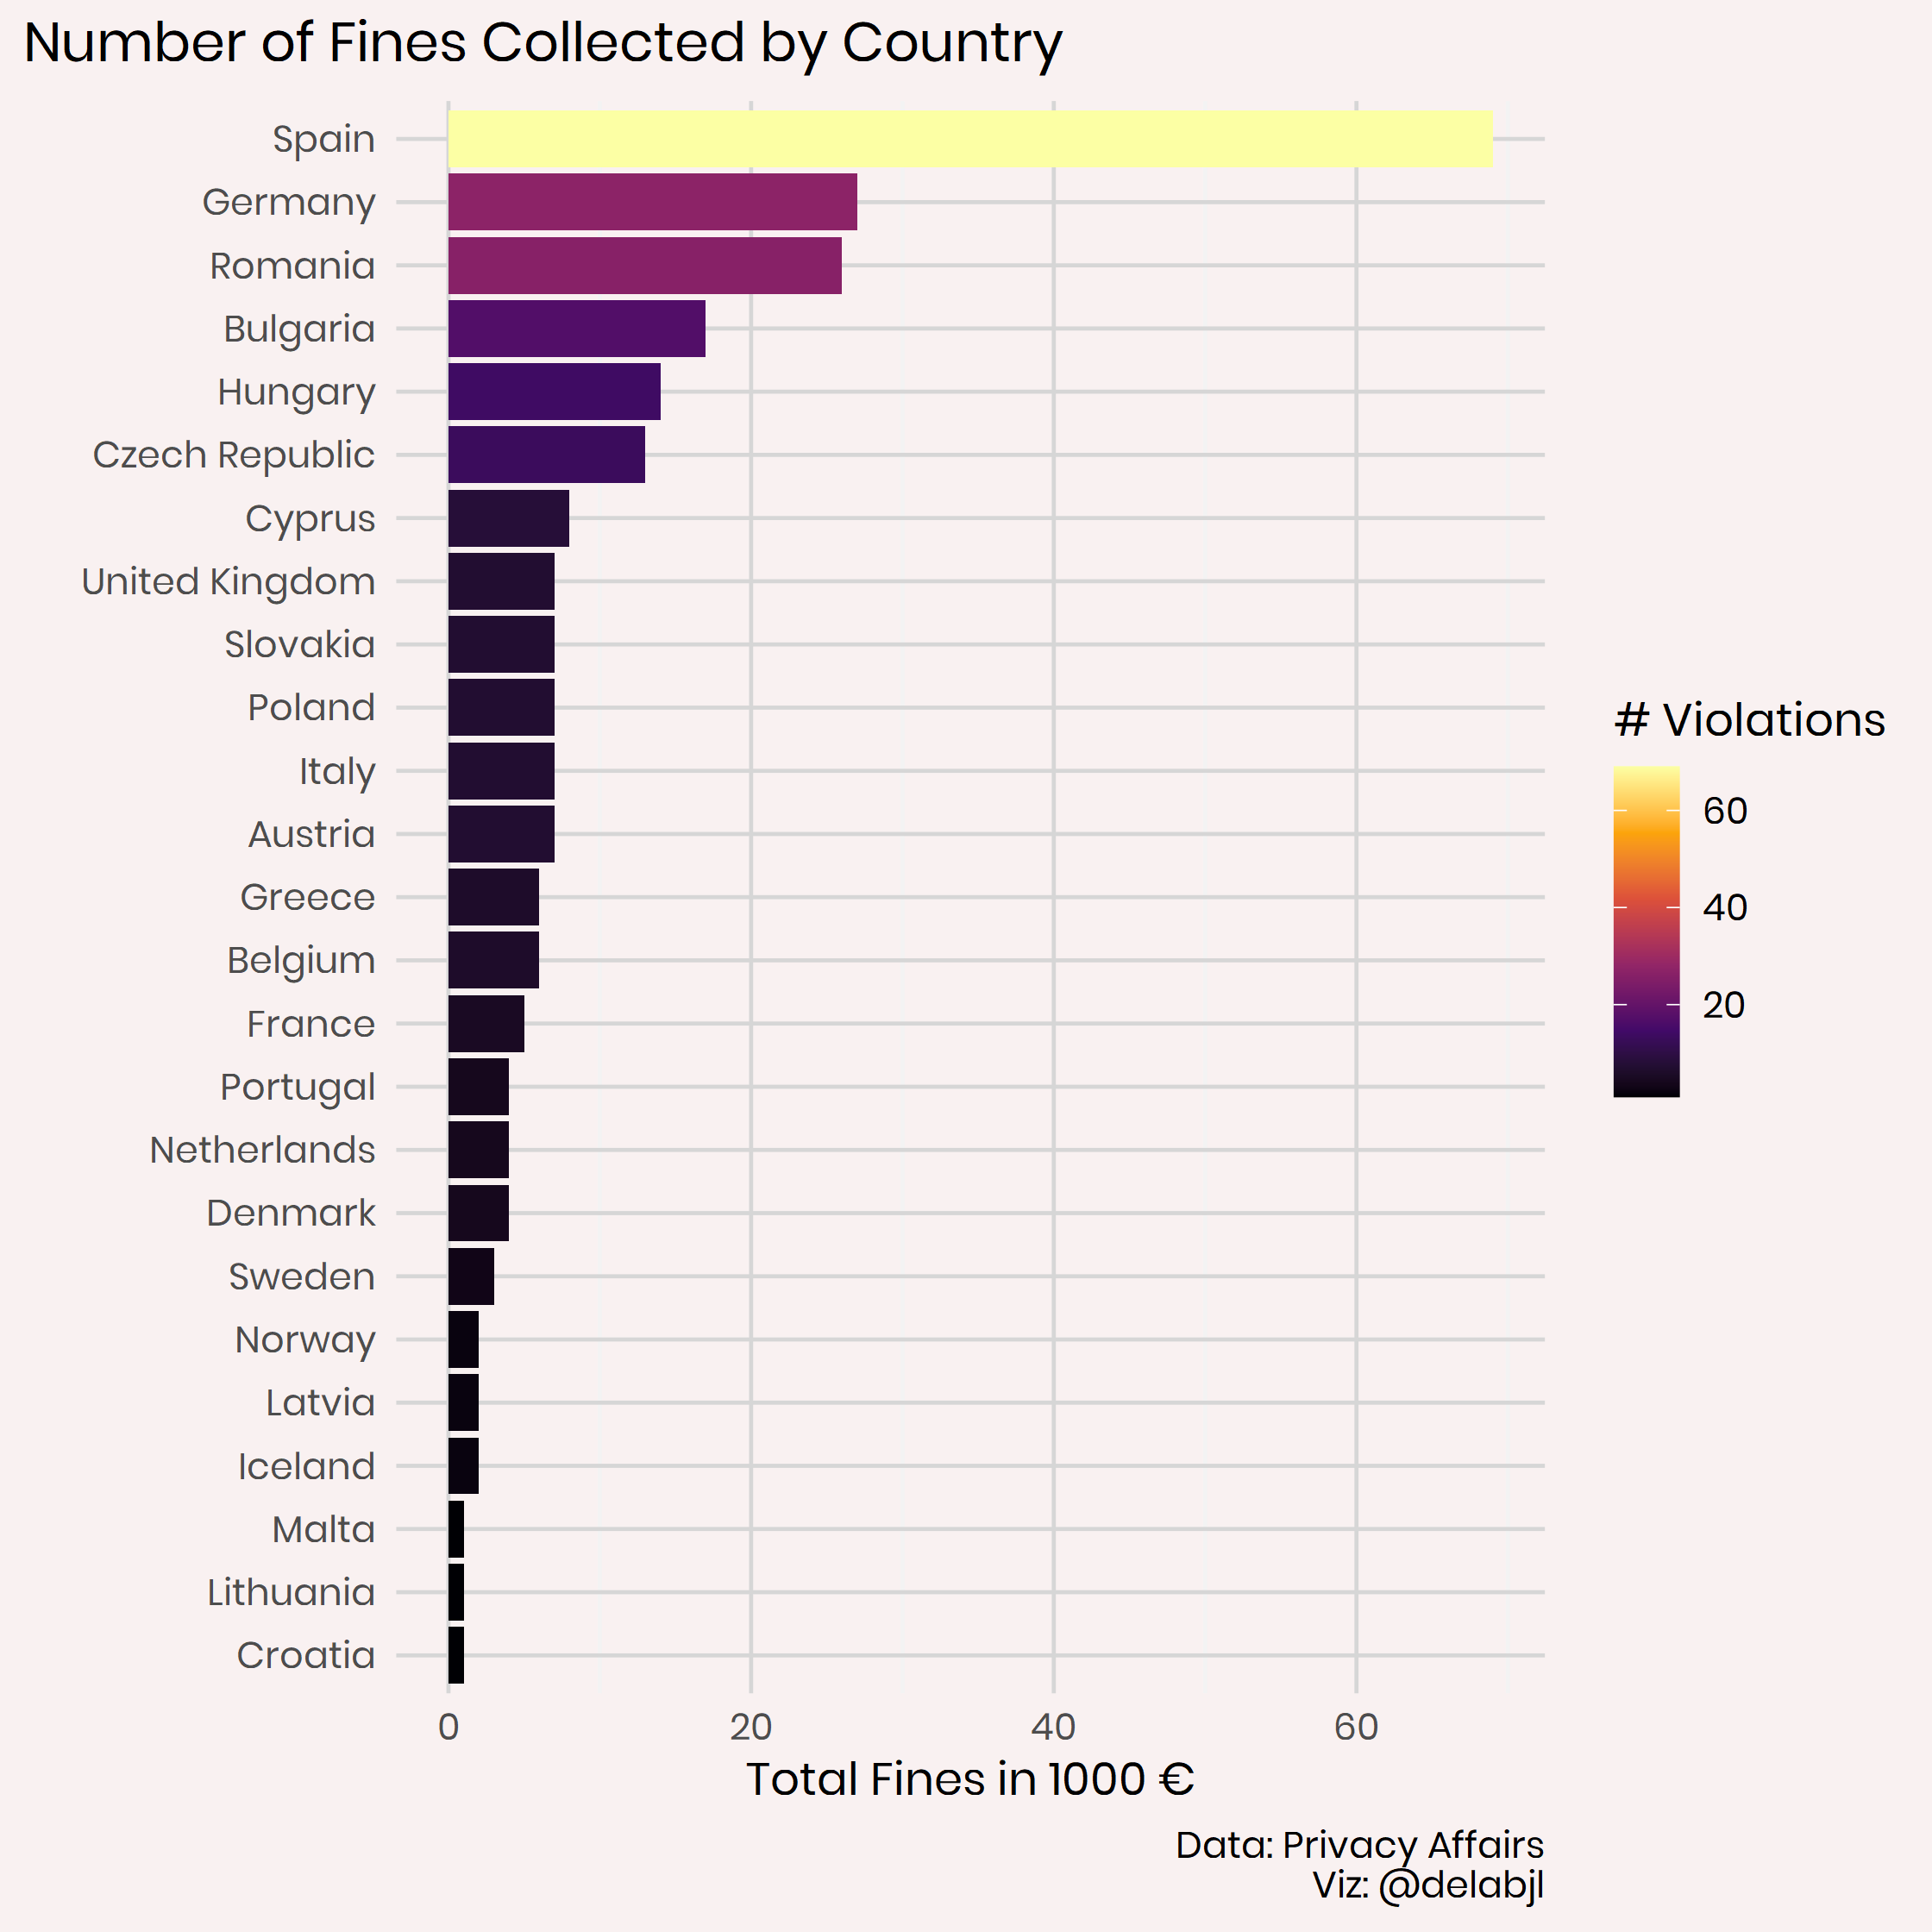 Number of Fines Collected by Country
Spain
Germany
Romania
Bulgaria
Hungary
Czech Republic
Cyprus
United Kingdom
Slovakia
Poland
Italy
Austria
Greece
Belgium
France
Portugal
Netherlands
Denmark
Sweden
Norway
Latvia
Iceland
Malta
Lithuania
Croatia
0 20 40 60
Total Fines in 1000 €
# Violations
60
40
20
Data: Privacy Affairs
Viz: @delabjl